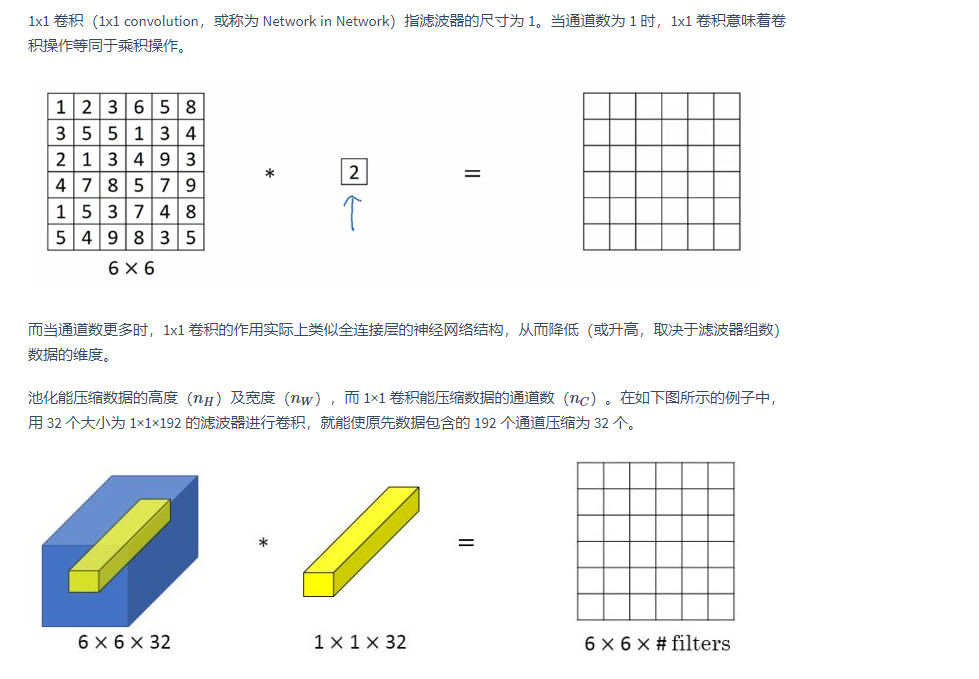 1x1 卷积（1x1 convolution，或称为 Network in Network）指滤波器的尺寸为 1。当通道数为 1 时，1x1 卷积意味着卷
积操作等同于乘积操作。
1 2 3 6 5 8
3 5 5 1 3 4
2 1 3 4 9 3
4 7 8 5 7 9
1 5 3 7 4 8
5 4 9 8 3 5
* 2 =
6 × 6
而当通道数更多时，1x1 卷积的作用实际上类似全连接层的神经网络结构，从而降低（或升高，取决于滤波器组数）
数据的维度。
池化能压缩数据的高度（nH）及宽度（nW），而 1×1 卷积能压缩数据的通道数（nC）。在如下图所示的例子中，
用 32 个大小为 1×1×192 的滤波器进行卷积，就能使原先数据包含的 192 个通道压缩为 32 个。
* =
6 × 6 × 32 1 × 1 × 32 6 × 6 × # filters